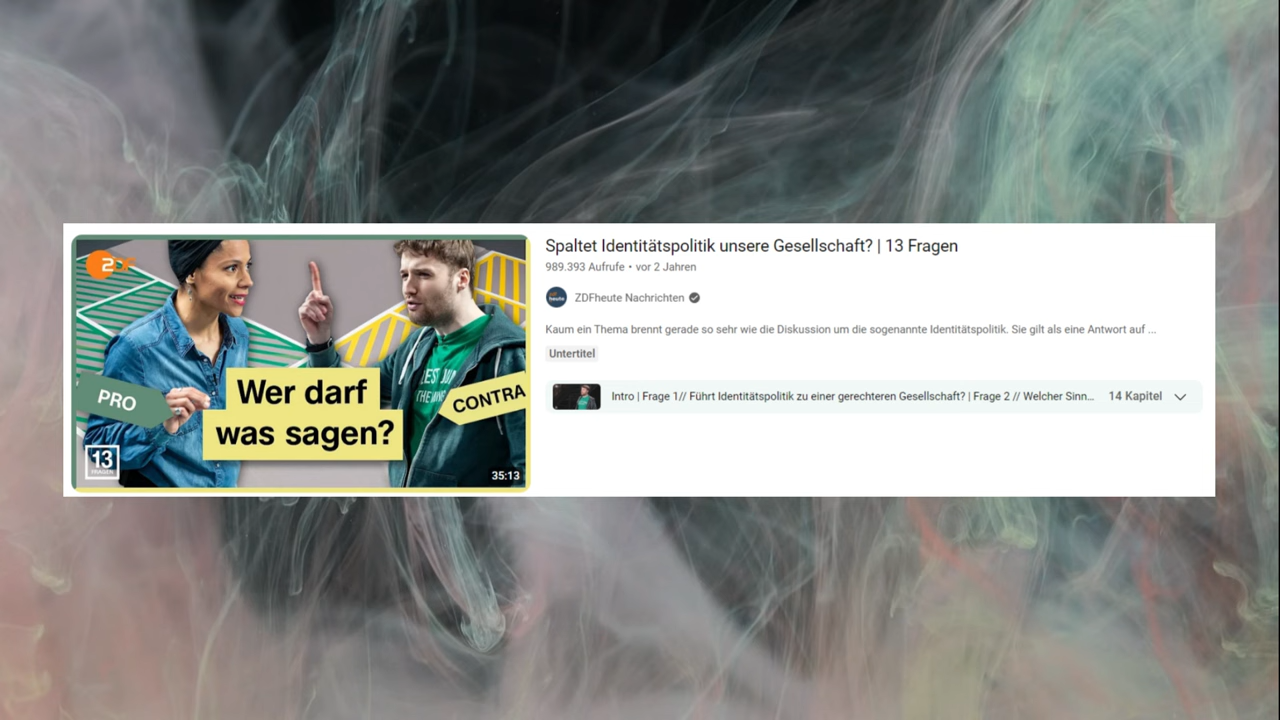 ZDF
PRO
Wer darf
was sagen?
CONTRA
13
FRAGEN
35:13
Spaltet Identitätspolitik unsere Gesellschaft? | 13 Fragen
989.393 Aufrufe • vor 2 Jahren
heute
ZDFheute Nachrichten
Kaum ein Thema brennt gerade so sehr wie die Diskussion um die sogenannte Identitätspolitik. Sie gilt als eine Antwort auf ...
Untertitel
Intro | Frage 1// Führt Identitätspolitik zu einer gerechteren Gesellschaft? | Frage 2 // Welcher Sinn... 14 Kapitel